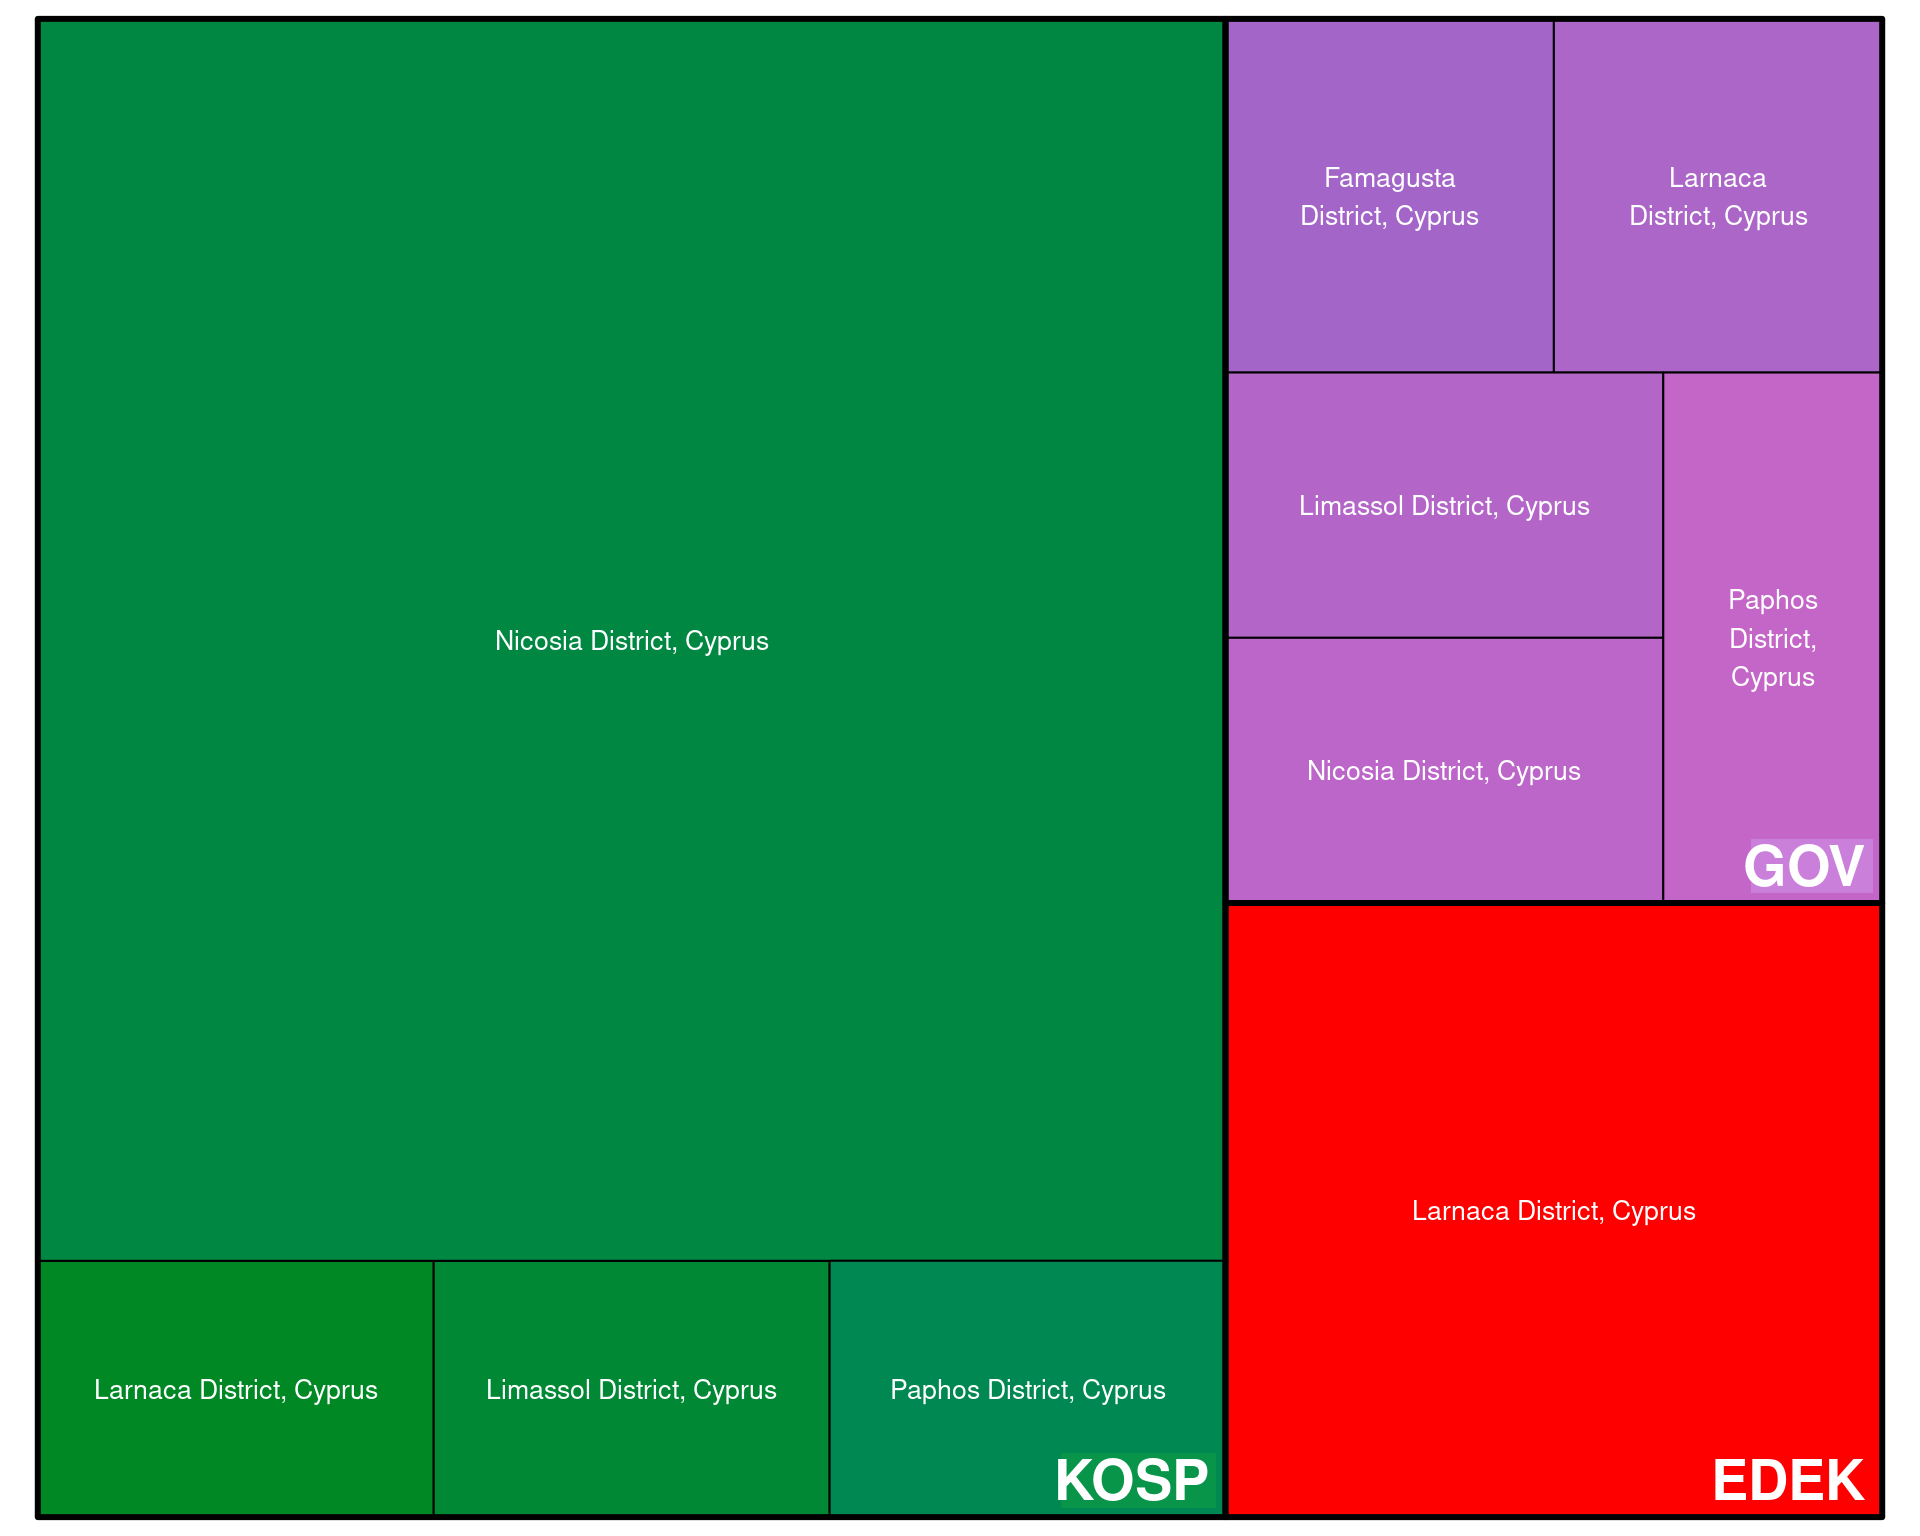 Nicosia District, Cyprus
Larnaca District, Cyprus
Limassol District, Cyprus
Paphos District, Cyprus
KOSP
Famagusta
District, Cyprus
Larnaca
District, Cyprus
Limassol District, Cyprus
Nicosia District, Cyprus
Paphos
District,
Cyprus
GOV
Larnaca District, Cyprus
EDEK